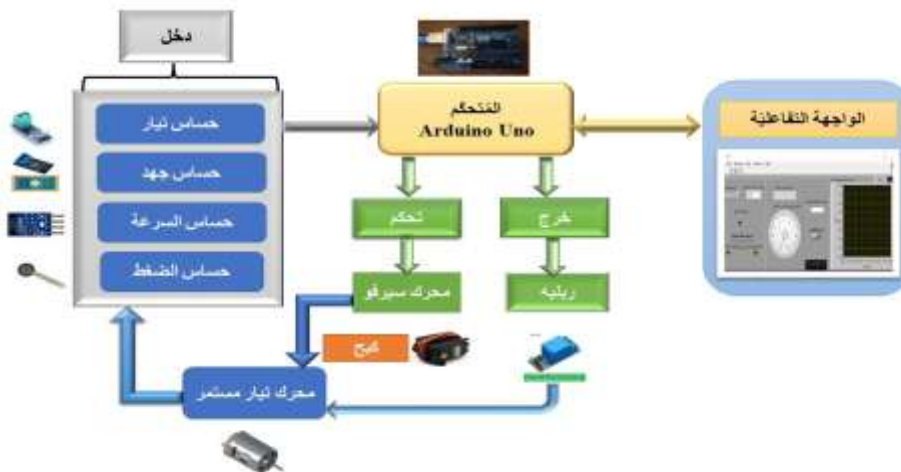 دخل
حساس تيار
حساس جهد
حساس السرعة
حساس الضغط
المتحكم
Arduino Uno
الواجهة التفاعلية
تحكم
خرج
محرك سيرفو
ريليه
كبح
محرك تيار مستمر